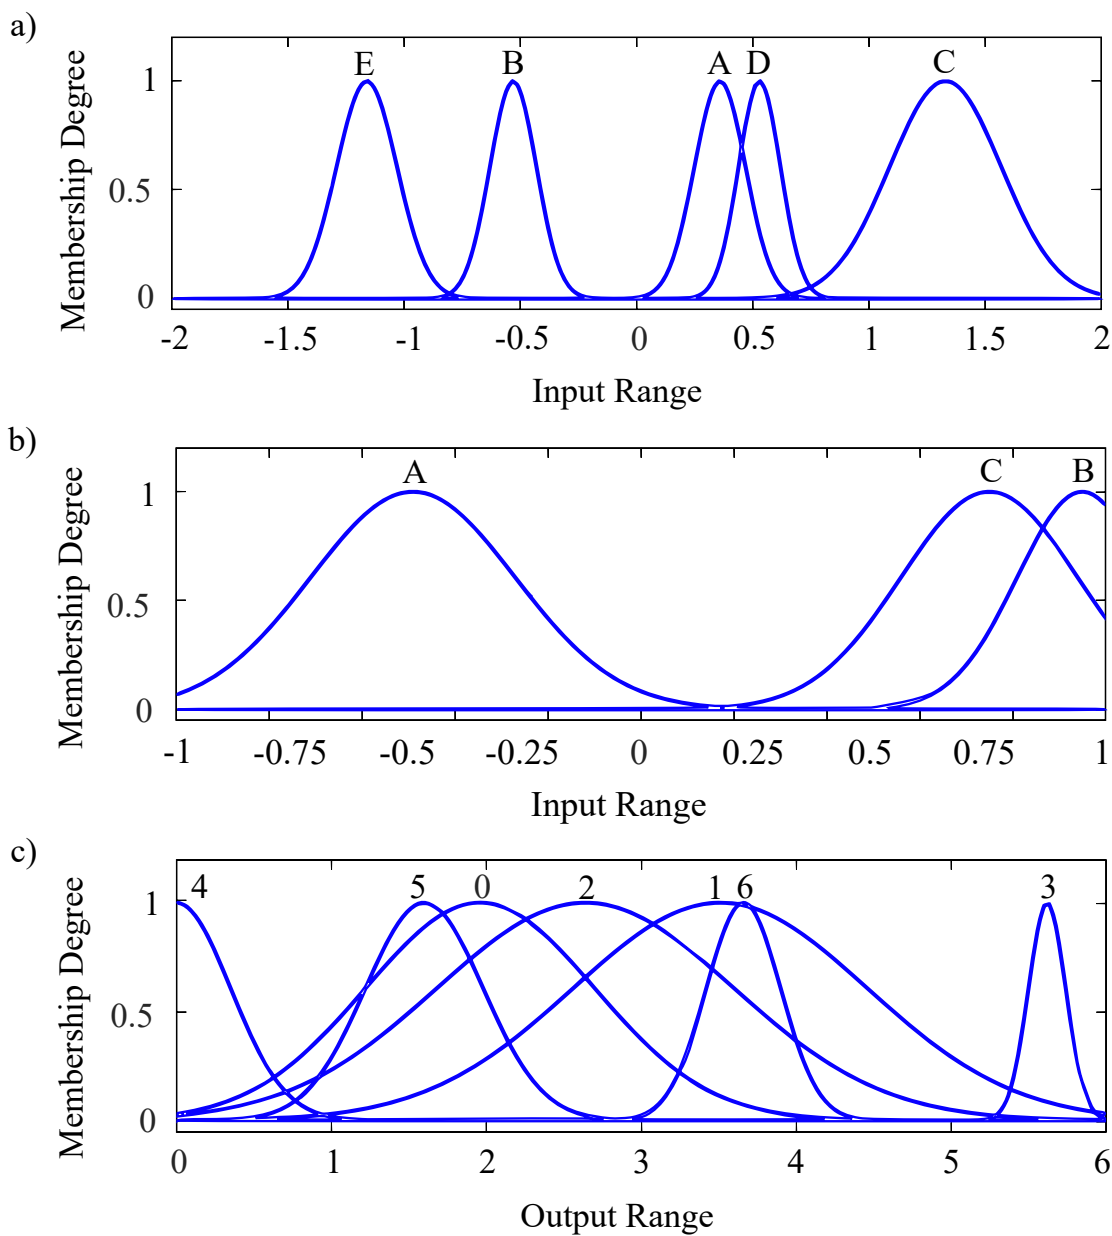 a)
E B A D C
Membership Degree
1
0.5
0
-2 -1.5 -1 -0.5 0 0.5 1 1.5 2
Input Range
b)
A C B
Membership Degree
1
0.5
0
-1 -0.75 -0.5 -0.25 0 0.25 0.5 0.75 1
Input Range
c)
4 5 0 2 1 6 3
Membership Degree
1
0.5
0
0 1 2 3 4 5 6
Output Range